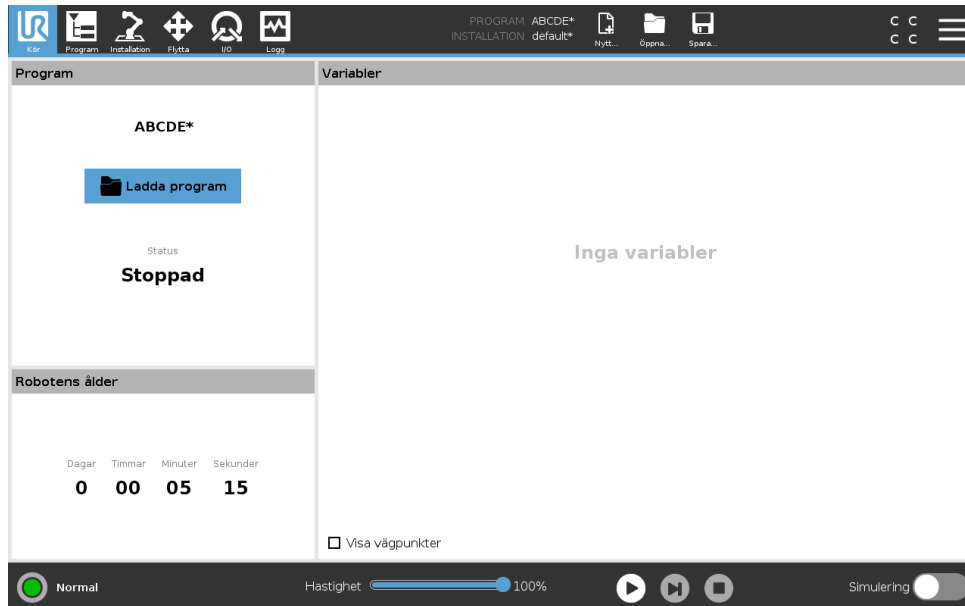 UR
Kör
Program
Installation
Flytta
I/O
Logg
PROGRAM ABCDE*
INSTALLATION default*
Nytt...
Öppna...
Spara...
C C
C C
Program
ABCDE*
Ladda program
Status
Stoppad
Robotens ålder
Dagar Timmar Minuter Sekunder
0 00 05 15
Variabler
Inga variabler
Visa vägpunkter
Normal
Hastighet 100%
Simulering